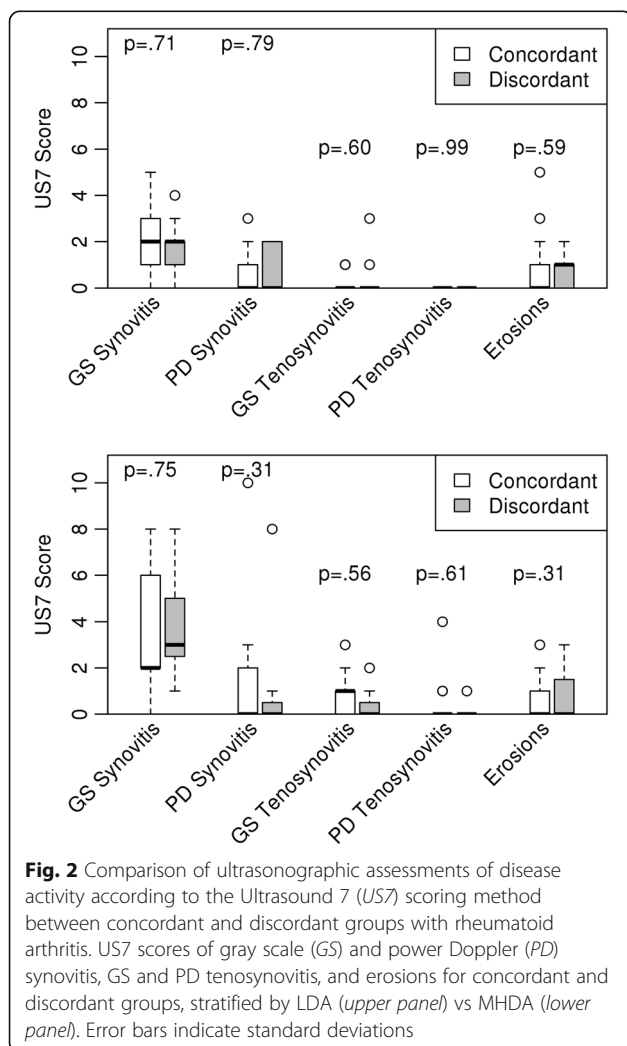 p=.71 p=.79
Concordant
Discordant
p=.60 p=.99 p=.59
US7 Score
10
8
6
4
2
0
GS Synovitis
PD Synovitis
GS Tenosynovitis
PD Tenosynovitis
Erosions
p=.75 p=.31
Concordant
Discordant
p=.56 p=.61 p=.31
US7 Score
10
8
6
4
2
0
GS Synovitis
PD Synovitis
GS Tenosynovitis
PD Tenosynovitis
Erosions
Fig. 2 Comparison of ultrasonographic assessments of disease
activity according to the Ultrasound 7 (US7) scoring method
between concordant and discordant groups with rheumatoid
arthritis. US7 scores of gray scale (GS) and power Doppler (PD)
synovitis, GS and PD tenosynovitis, and erosions for concordant and
discordant groups, stratified by LDA (upper panel) vs MHDA (lower
panel). Error bars indicate standard deviations